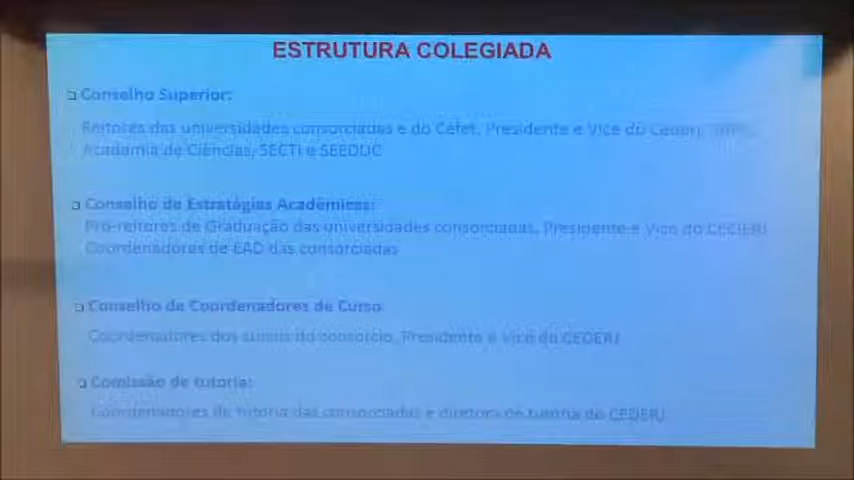 ESTRUTURA COLEGIADA
❑ Conselho Superior:
Reitores das universidades consorciadas e do Cefet, Presidente e Vice do Cederj,
Academia de Ciências, SECTI e SEEDUC
❑ Conselho de Estratégias Acadêmicas:
Pró-reitores de Graduação das universidades consorciadas, Presidente e Vice do CECIERJ
Coordenadores de EAD das consorciadas
❑ Conselho de Coordenadores de Curso
Coordenadores dos cursos do consórcio, Presidente e vice do CEDERJ
❑ Comissão de tutoria:
Coordenadores de tutoria das consorciadas e diretora de tutoria do CEDERJ